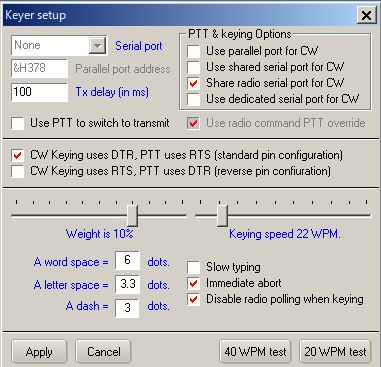 Keyer setup
PTT & keying Options
None Serial port
Use parallel port for CW
&H378 Parallel port address
Use shared serial port for CW
Share radio serial port for CW
100 Tx delay (in ms)
Use dedicated serial port for CW
Use PTT to switch to transmit
Use radio command PTT override
CW Keying uses DTR, PTT uses RTS (standard pin configuration)
CW Keying uses RTS, PTT uses DTR (reverse pin confiuration)
Weight is 10%
Keying speed 22 WPM.
A word space = 6 dots.
A letter space = 3.3 dots.
A dash = 3 dots.
Slow typing
Immediate abort
Disable radio polling when keying
Apply
Cancel
40 WPM test
20 WPM test